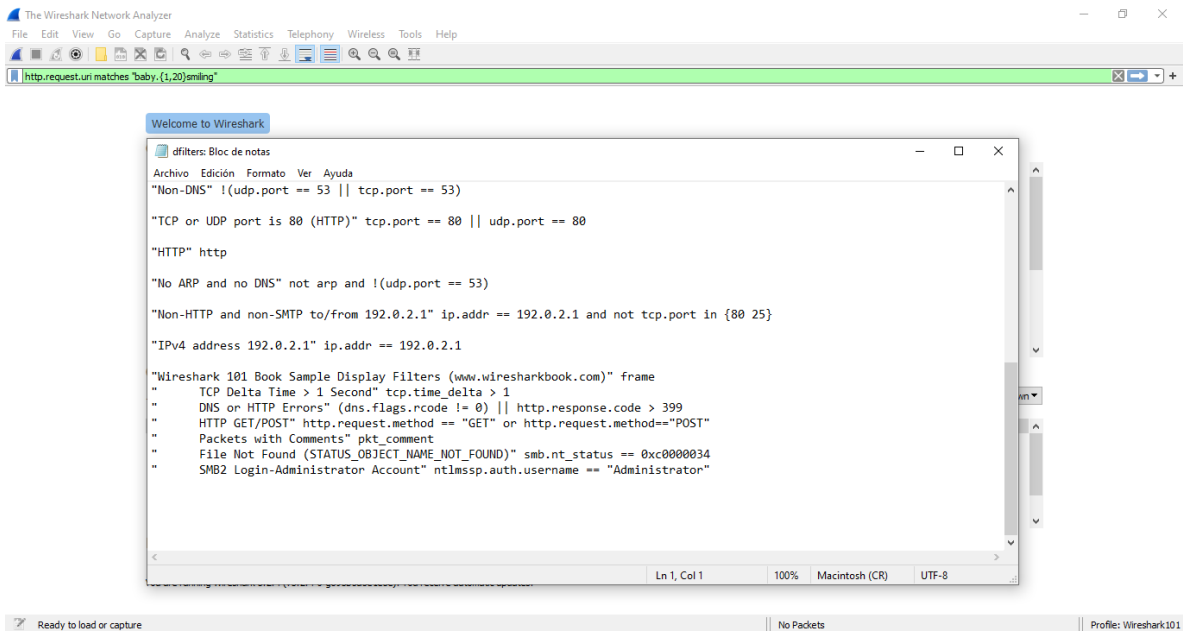 The Wireshark Network Analyzer
File Edit View Go Capture Analyze Statistics Telephony Wireless Tools Help
http.request.uri matches "baby.{1,20}smiling"
Welcome to Wireshark
dfilters: Bloc de notas
Archivo Edición Formato Ver Ayuda
"Non-DNS" !(udp.port == 53 || tcp.port == 53)
"TCP or UDP port is 80 (HTTP)" tcp.port == 80 || udp.port == 80
"HTTP" http
"No ARP and no DNS" not arp and !(udp.port == 53)
"Non-HTTP and non-SMTP to/from 192.0.2.1" ip.addr == 192.0.2.1 and not tcp.port in {80 25}
"IPv4 address 192.0.2.1" ip.addr == 192.0.2.1
"Wireshark 101 Book Sample Display Filters (www.wiresharkbook.com)" frame
" TCP Delta Time > 1 Second" tcp.time_delta > 1
" DNS or HTTP Errors" (dns.flags.rcode != 0) || http.response.code > 399
" HTTP GET/POST" http.request.method == "GET" or http.request.method=="POST"
" Packets with Comments" pkt_comment
" File Not Found (STATUS_OBJECT_NAME_NOT_FOUND)" smb.nt_status == 0xc0000034
" SMB2 Login-Administrator Account" ntlmssp.auth.username == "Administrator"
Ln 1, Col 1 100% Macintosh (CR) UTF-8
Ready to load or capture No Packets Profile: Wireshark101